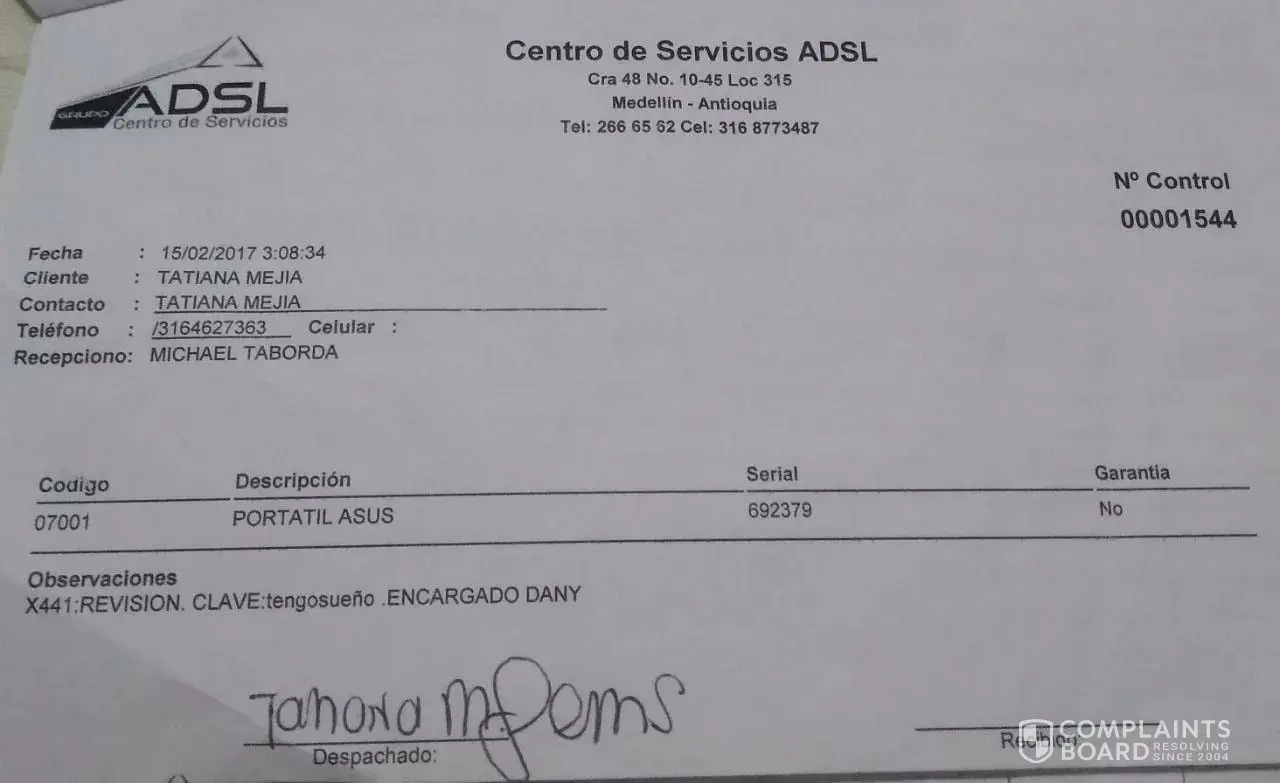 GRUPO ADSL
Centro de Servicios
Centro de Servicios ADSL
Cra 48 No. 10-45 Loc 315
Medellín - Antioquia
Tel: 266 65 62 Cel: 316 8773487
Nº Control
00001544
Fecha : 15/02/2017 3:08:34
Cliente : TATIANA MEJIA
Contacto : TATIANA MEJIA
Teléfono : /3164627363 Celular :
Recepciono: MICHAEL TABORDA
Codigo Descripción Serial Garantia
07001 PORTATIL ASUS 692379 No
Observaciones
X441:REVISION. CLAVE:tengosueño .ENCARGADO DANY
Despachado:
COMPLAINTS
BOARD RESOLVING
SINCE 2004